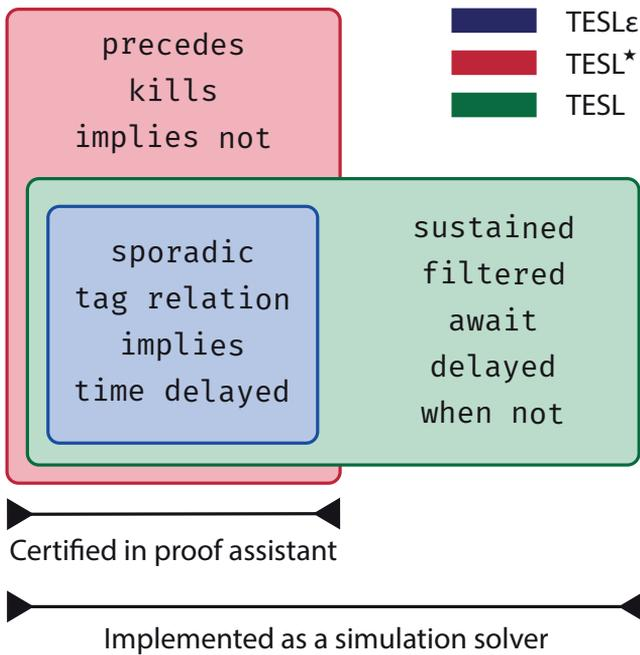 precedes
kills
implies not
TESLε
TESL★
TESL
sporadic
tag relation
implies
time delayed
sustained
filtered
await
delayed
when not
Certified in proof assistant
Implemented as a simulation solver